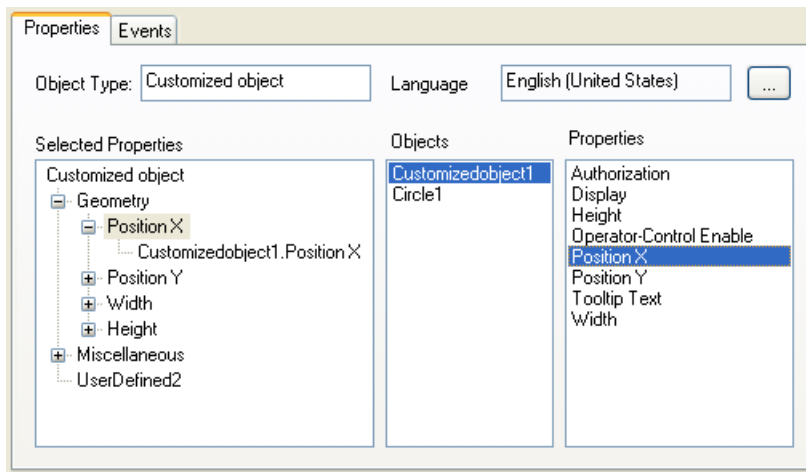 Properties
Events
Object Type:
Customized object
Language
English (United States)
...
Selected Properties
Customized object
Geometry
Position X
Customizedobject1.Position X
Position Y
Width
Height
Miscellaneous
UserDefined2
Objects
Customizedobject1
Circle1
Properties
Authorization
Display
Height
Operator-Control Enable
Position X
Position Y
Tooltip Text
Width